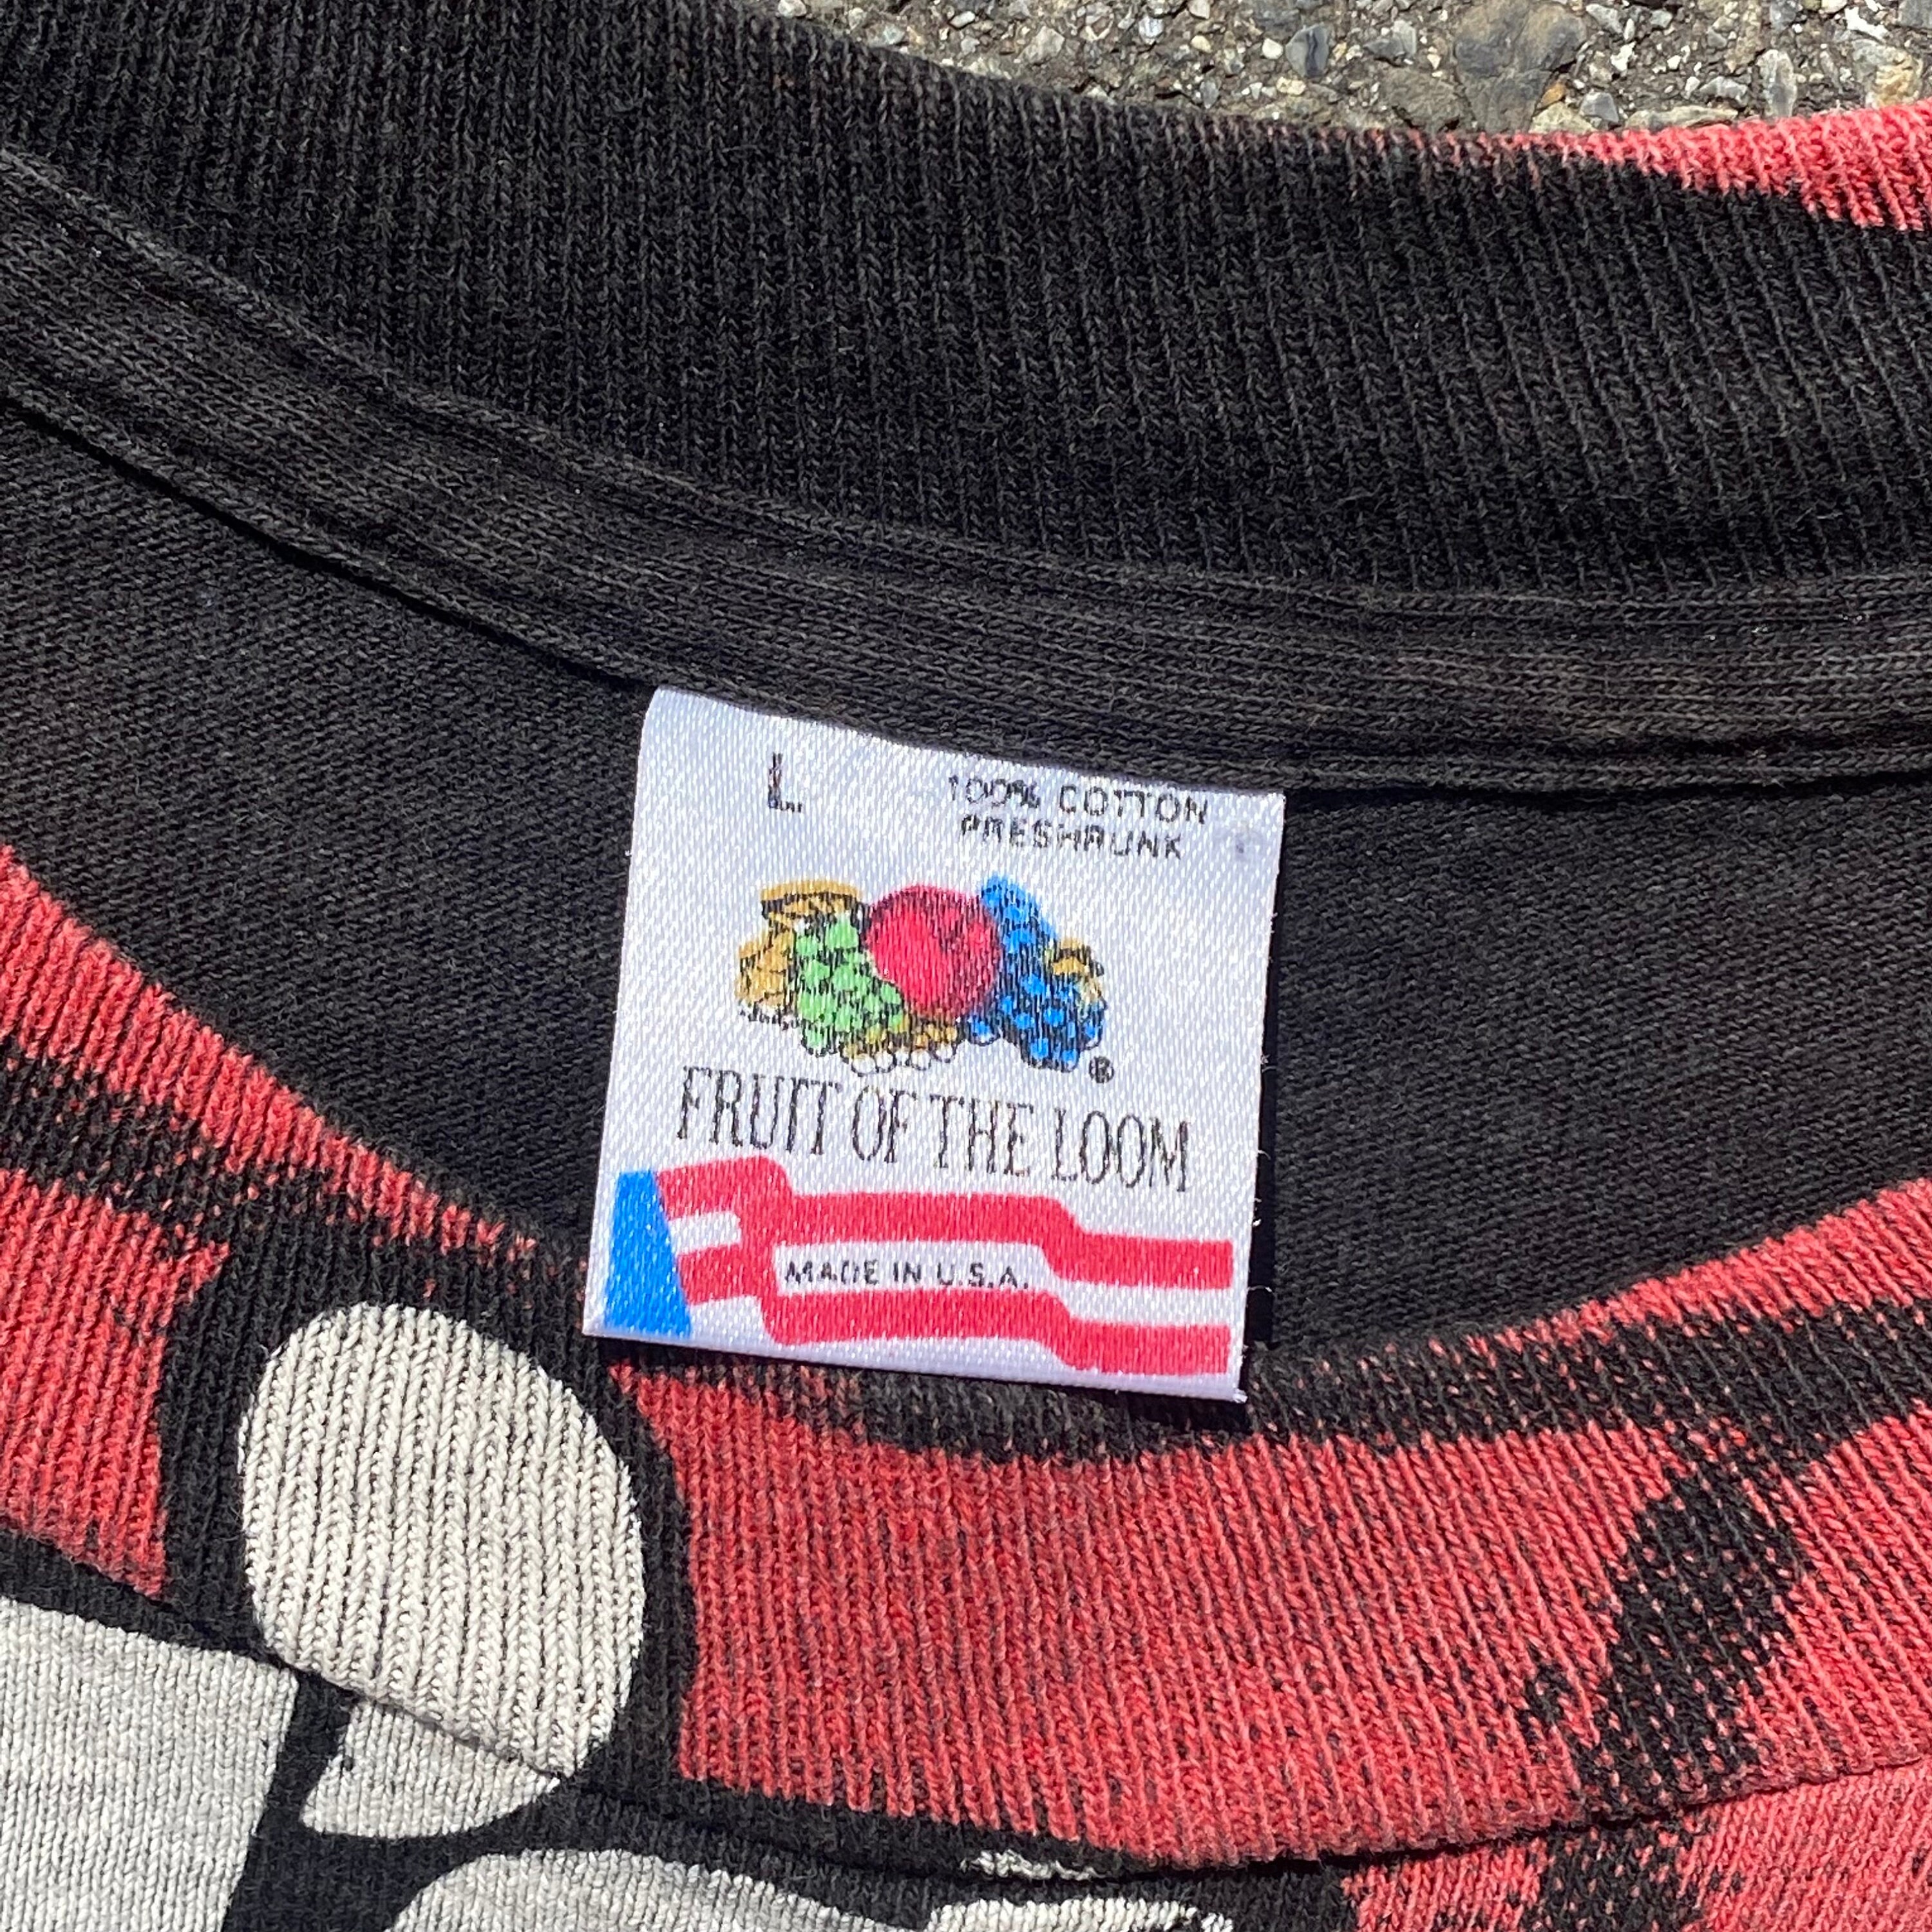 L
100% COTTON
PRESHRUNK
®
FRUIT OF THE LOOM
MADE IN U.S.A.